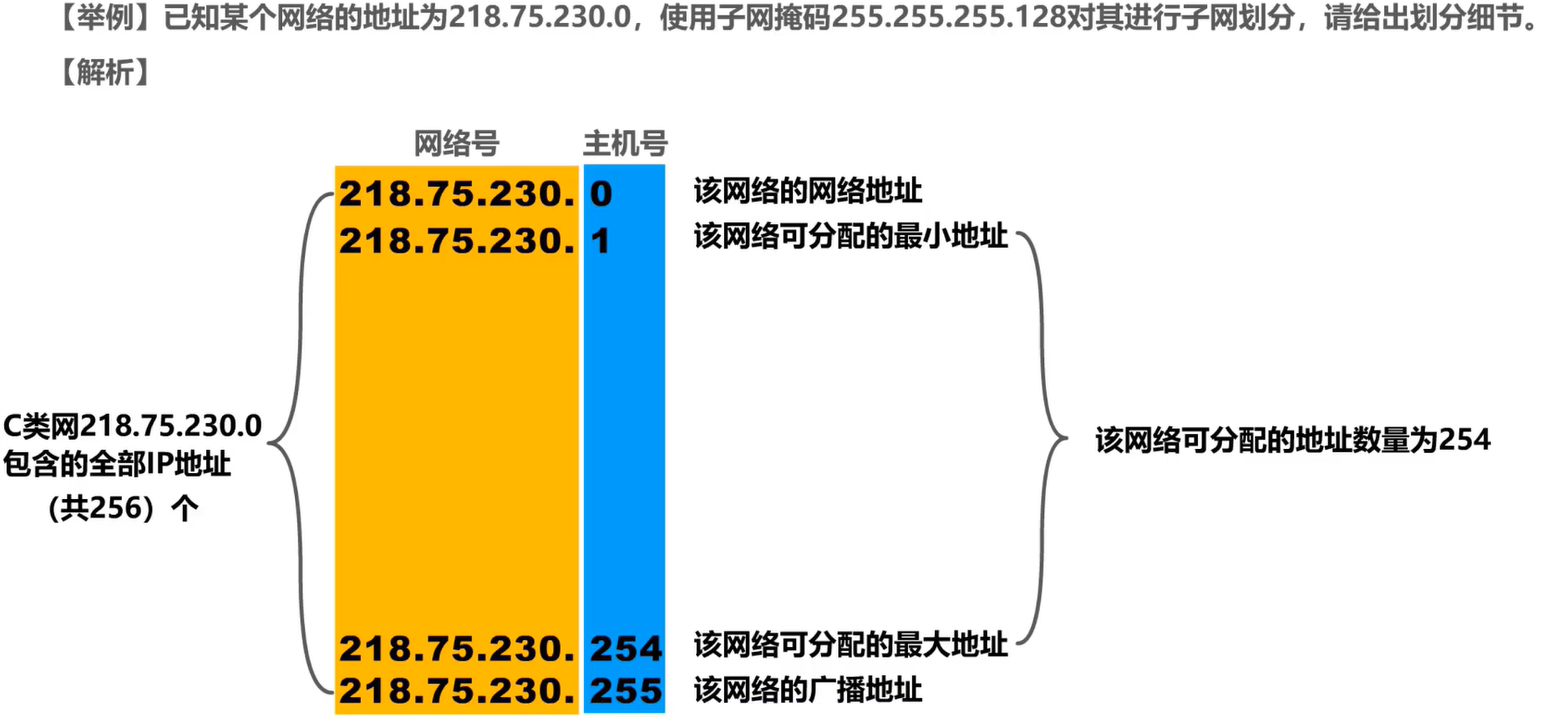 【举例】已知某个网络的地址为218.75.230.0，使用子网掩码255.255.255.128对其进行子网划分，请给出划分细节。
【解析】
网络号 主机号
218.75.230. 0 该网络的网络地址
218.75.230. 1 该网络可分配的最小地址
C类网218.75.230.0
包含的全部IP地址
（共256）个
该网络可分配的地址数量为254
218.75.230. 254 该网络可分配的最大地址
218.75.230. 255 该网络的广播地址